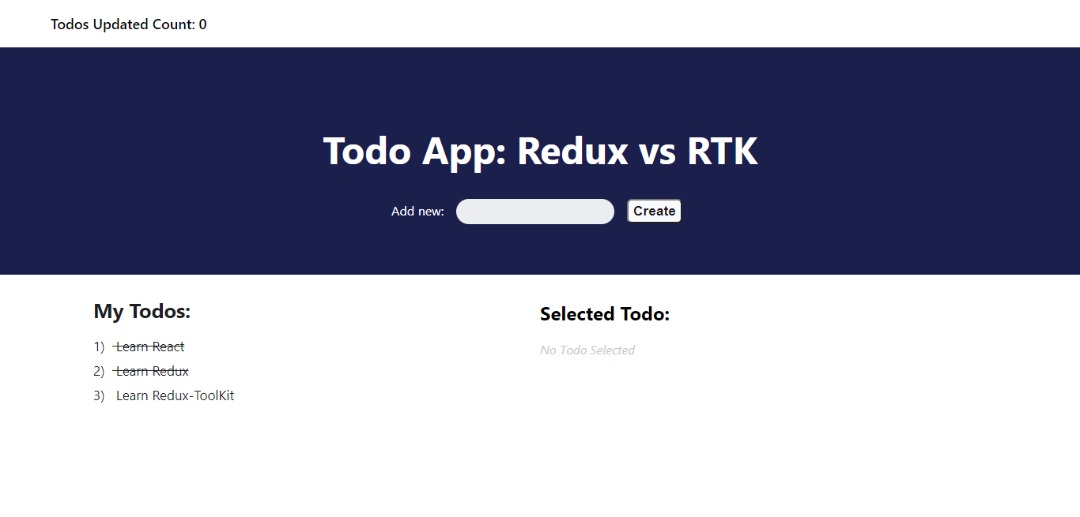 Todos Updated Count: 0
Todo App: Redux vs RTK
Add new: Create
My Todos:
1) Learn React
2) Learn Redux
3) Learn Redux-ToolKit
Selected Todo:
No Todo Selected